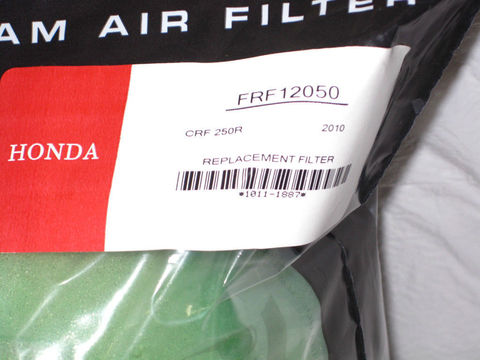 AM AIR FILTER
FRF12050
CRF 250R 2010
HONDA
REPLACEMENT FILTER
*1011-1887*